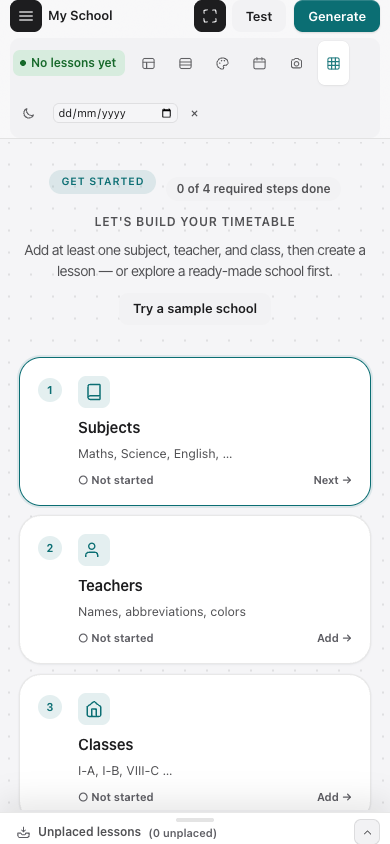 My School
Test
Generate
No lessons yet
dd/mm/yyyy
×
GET STARTED
0 of 4 required steps done
LET'S BUILD YOUR TIMETABLE
Add at least one subject, teacher, and class, then create a
lesson — or explore a ready-made school first.
Try a sample school
1
Subjects
Maths, Science, English, ...
Not started
Next →
2
Teachers
Names, abbreviations, colors
Not started
Add →
3
Classes
I-A, I-B, VIII-C ...
Not started
Add →
Unplaced lessons (0 unplaced)